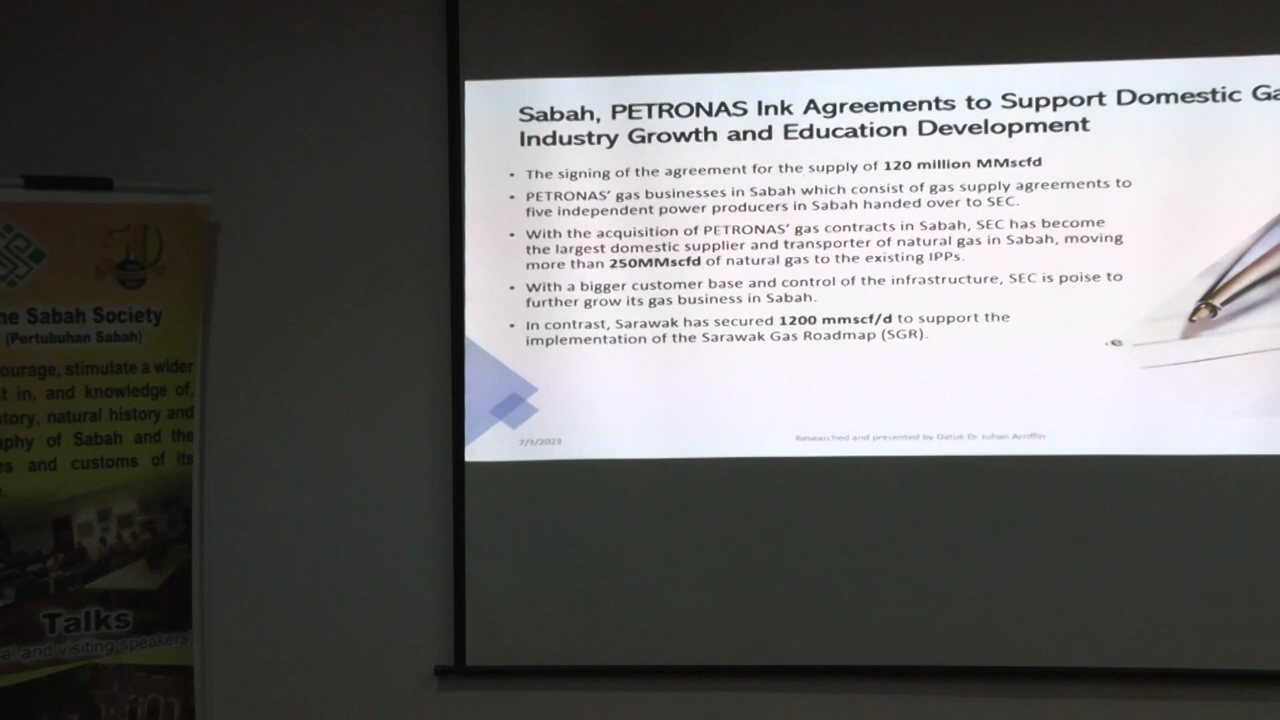 Sabah, PETRONAS Ink Agreements to Support Domestic Ga
Industry Growth and Education Development
• The signing of the agreement for the supply of 120 million MMscfd
• PETRONAS' gas businesses in Sabah which consist of gas supply agreements to
five independent power producers in Sabah handed over to SEC.
• With the acquisition of PETRONAS' gas contracts in Sabah, SEC has become
the largest domestic supplier and transporter of natural gas in Sabah, moving
more than 250MMscfd of natural gas to the existing IPPs.
• With a bigger customer base and control of the infrastructure, SEC is poise to
further grow its gas business in Sabah.
• In contrast, Sarawak has secured 1200 mmscf/d to support the
implementation of the Sarawak Gas Roadmap (SGR).
7/3/2023
Researched and presented by Datuk Dr Johan Arriffin
50
he Sabah Society
(Pertubuhan Sabah)
ourage, stimulate a wider
t in, and knowledge of,
story, natural history and
aphy of Sabah and the
es and customs of its
Talks
al and visiting speakers